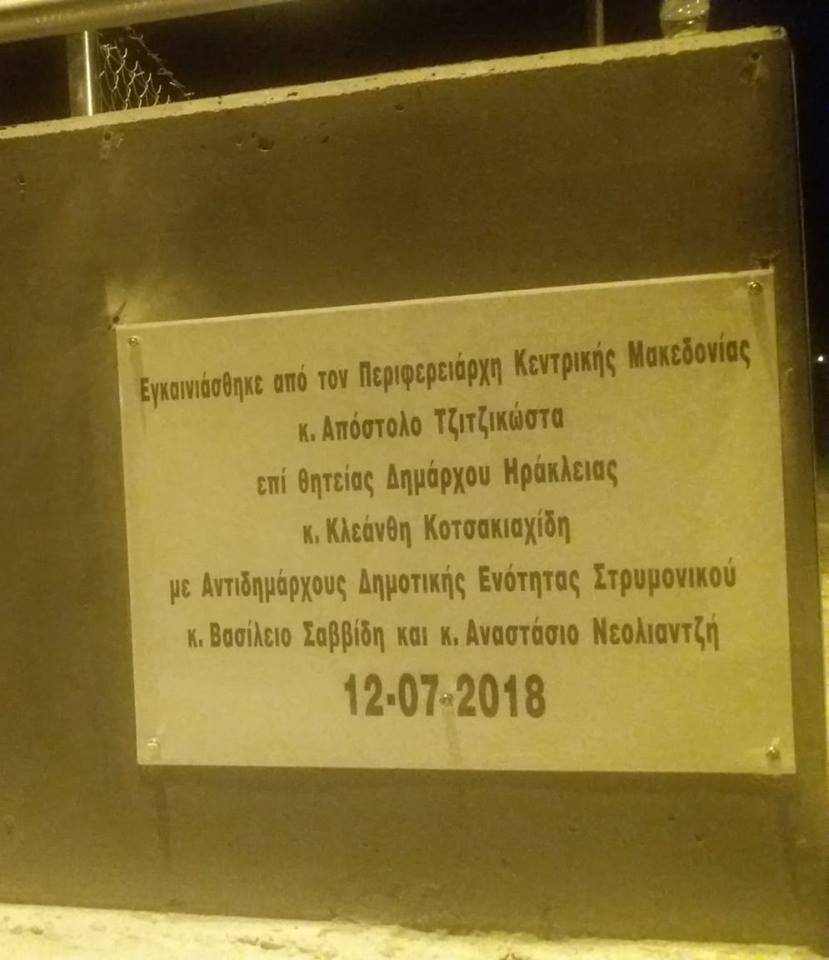 Εγκαινιάσθηκε από τον Περιφερειάρχη Κεντρικής Μακεδονίας
κ. Απόστολο Τζιτζικώστα
επί θητείας Δημάρχου Ηράκλειας
κ. Κλεάνθη Κοτσακιαχίδη
με Αντιδημάρχους Δημοτικής Ενότητας Στρυμονικού
κ. Βασίλειο Σαββίδη και κ. Αναστάσιο Νεολιαντζή
12-07-2018